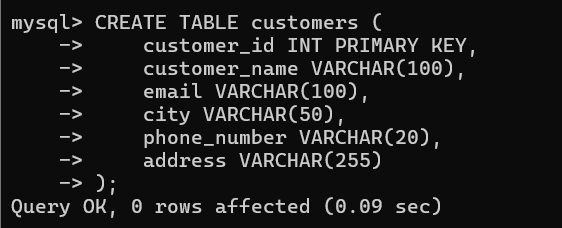 mysql> CREATE TABLE customers (
    ->     customer_id INT PRIMARY KEY,
    ->     customer_name VARCHAR(100),
    ->     email VARCHAR(100),
    ->     city VARCHAR(50),
    ->     phone_number VARCHAR(20),
    ->     address VARCHAR(255)
    -> );
Query OK, 0 rows affected (0.09 sec)